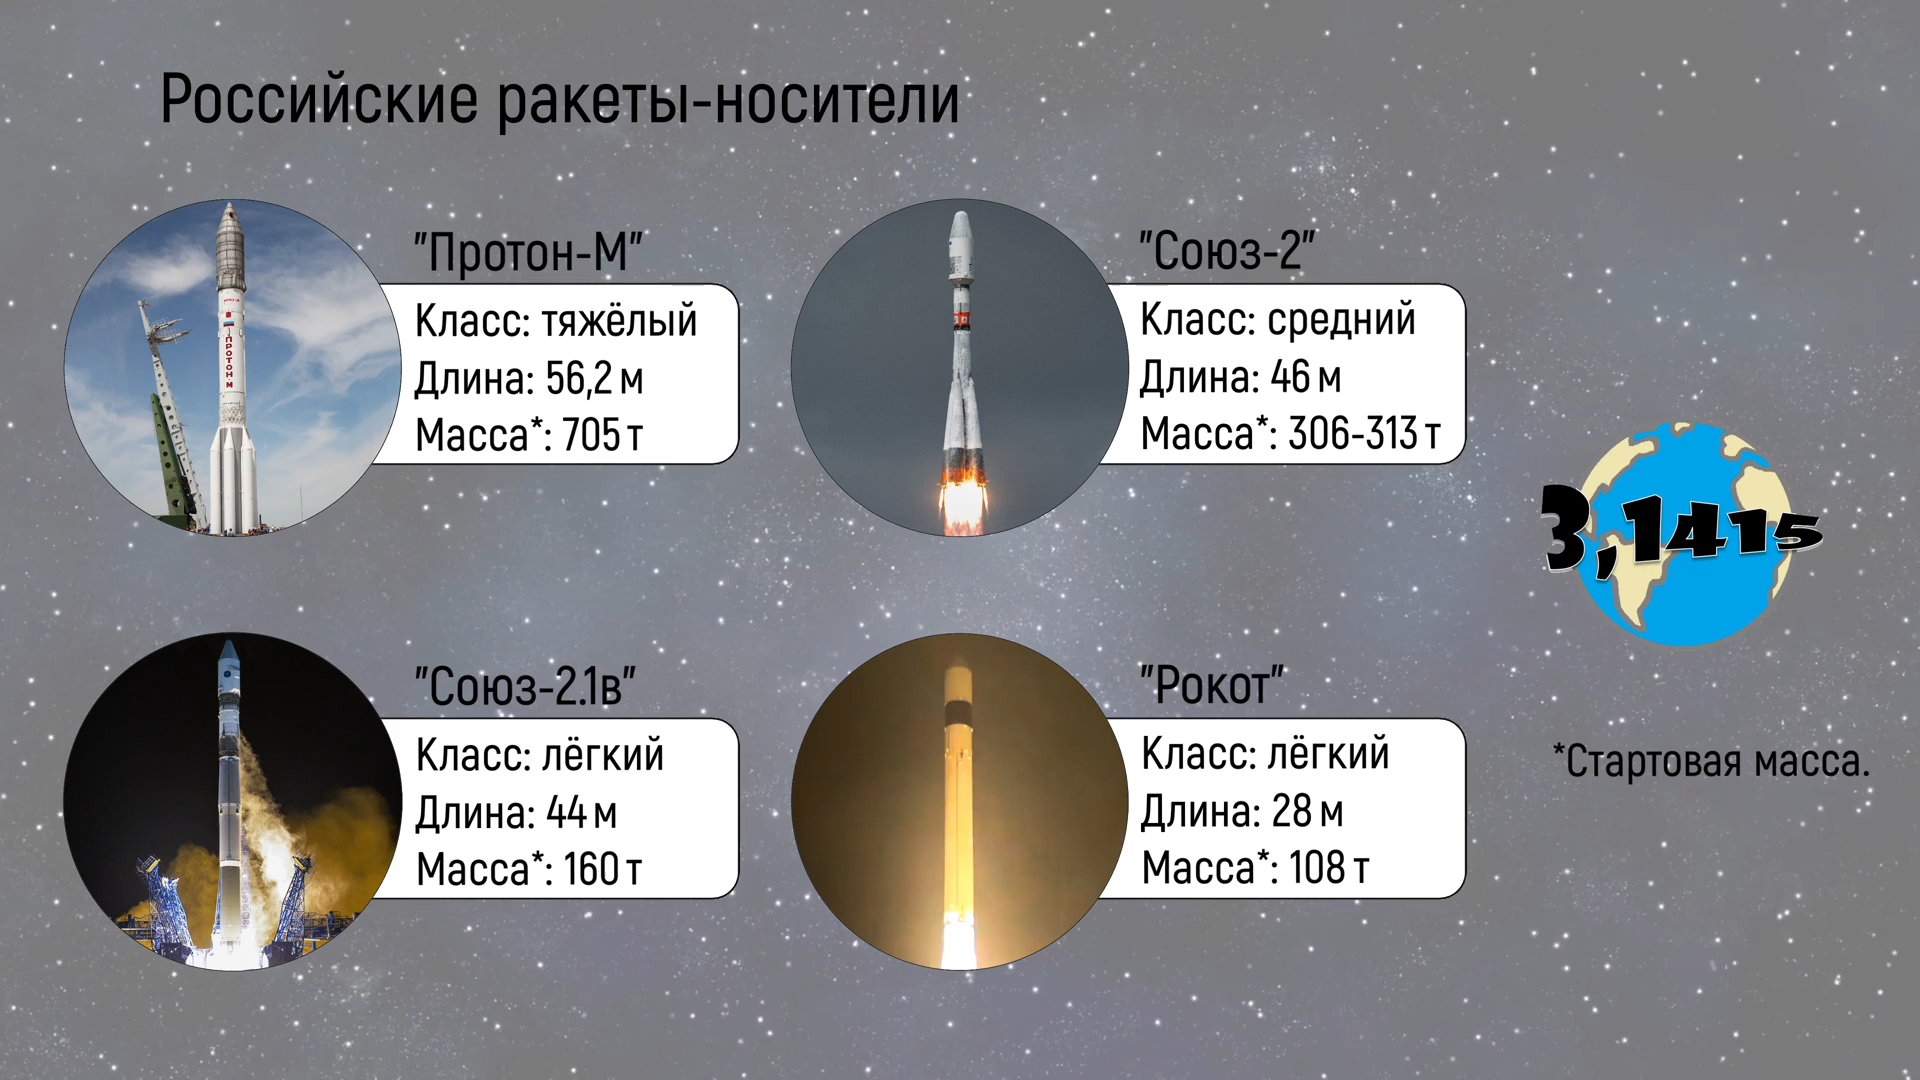 Российские ракеты-носители
"Протон-М"
Класс: тяжёлый
Длина: 56,2 м
Масса*: 705 т
ПРОТОН-М
"Союз-2"
Класс: средний
Длина: 46 м
Масса*: 306-313 т
3,1415
"Союз-2.1в"
Класс: лёгкий
Длина: 44 м
Масса*: 160 т
"Рокот"
Класс: лёгкий
Длина: 28 м
Масса*: 108 т
*Стартовая масса.